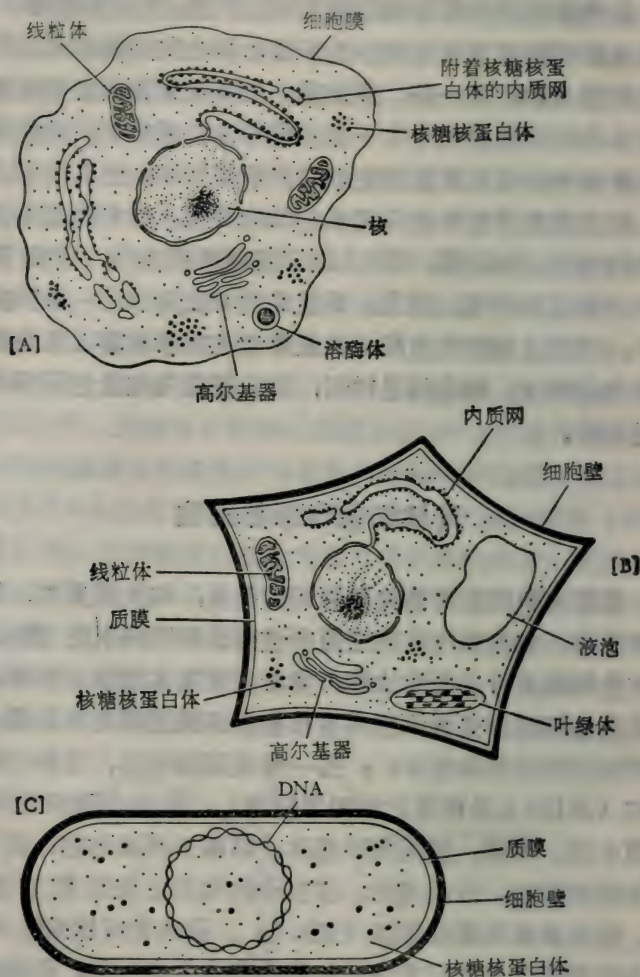 线粒体
细胞膜
附着核糖核蛋
白体的内质网
核糖核蛋白体
核
[A]
溶酶体
高尔基器
内质网
细胞壁
[B]
线粒体
质膜
液泡
核糖核蛋白体
叶绿体
高尔基器
DNA
[C]
质膜
细胞壁
核糖核蛋白体